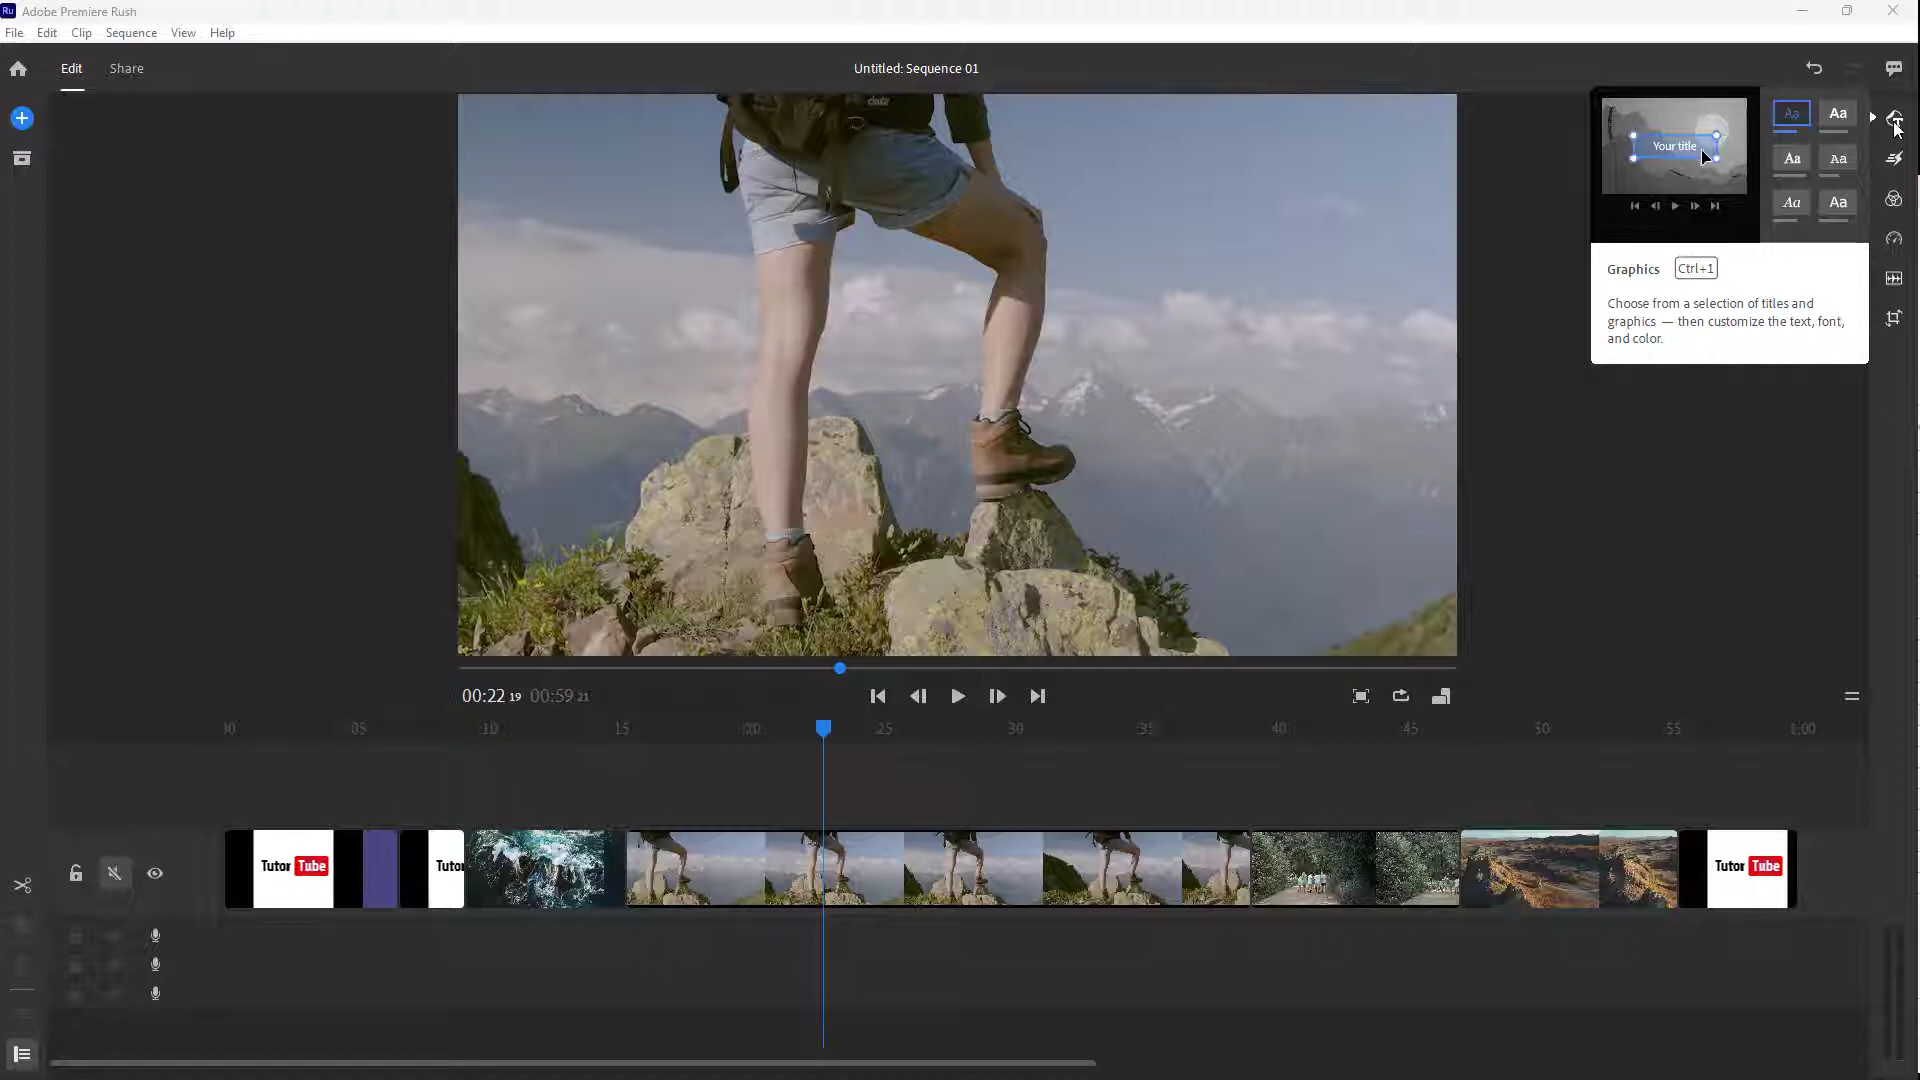 Ru Adobe Premiere Rush
File Edit Clip Sequence View Help
Edit Share Untitled: Sequence 01
Your title
Aa Aa
Aa Aa
Aa Aa
Graphics Ctrl+1
Choose from a selection of titles and
graphics — then customize the text, font,
and color.
00:22 19 00:59 21
05 10 15 :20 25 30 35 40 45 50 55 1:00
Tutor Tube
Tutor
Tutor Tube